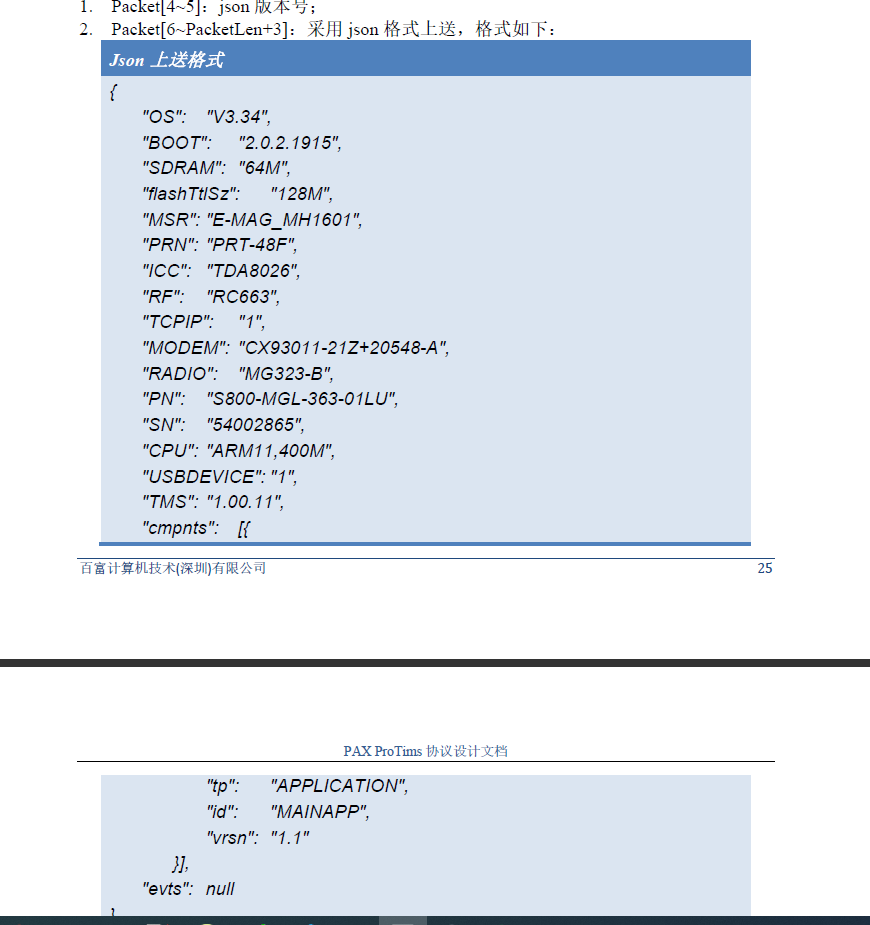 1. Packet[4~5]：json 版本号；
2. Packet[6~PacketLen+3]：采用 json 格式上送，格式如下：
Json 上送格式
{
"OS": "V3.34",
"BOOT": "2.0.2.1915",
"SDRAM": "64M",
"flashTtlSz": "128M",
"MSR": "E-MAG_MH1601",
"PRN": "PRT-48F",
"ICC": "TDA8026",
"RF": "RC663",
"TCPIP": "1",
"MODEM": "CX93011-21Z+20548-A",
"RADIO": "MG323-B",
"PN": "S800-MGL-363-01LU",
"SN": "54002865",
"CPU": "ARM11,400M",
"USBDEVICE": "1",
"TMS": "1.00.11",
"cmpnts": [{
百富计算机技术(深圳)有限公司 25
PAX ProTims 协议设计文档
"tp": "APPLICATION",
"id": "MAINAPP",
"vrsn": "1.1"
}],
"evts": null
}